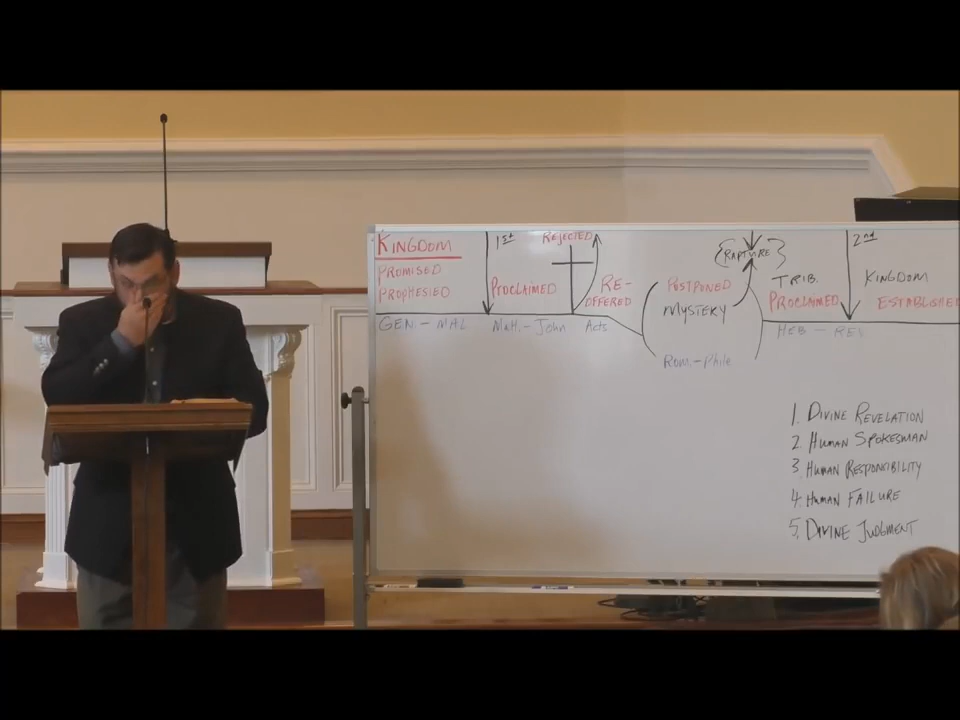 KINGDOM
PROMISED
PROPHESIED
GEN. - MAL
1st
PROCLAIMED
Matt. - John
REJECTED
RE-
OFFERED
Acts
POSTPONED
MYSTERY
Rom. - Phile
{RAPTURE}
TRIB.
PROCLAIMED
HEB - REV
2nd
KINGDOM
ESTABLISHED
1. DIVINE REVELATION
2 HUMAN SPOKESMAN
3 HUMAN RESPONSIBILITY
4. HUMAN FAILURE
5. DIVINE JUDGMENT